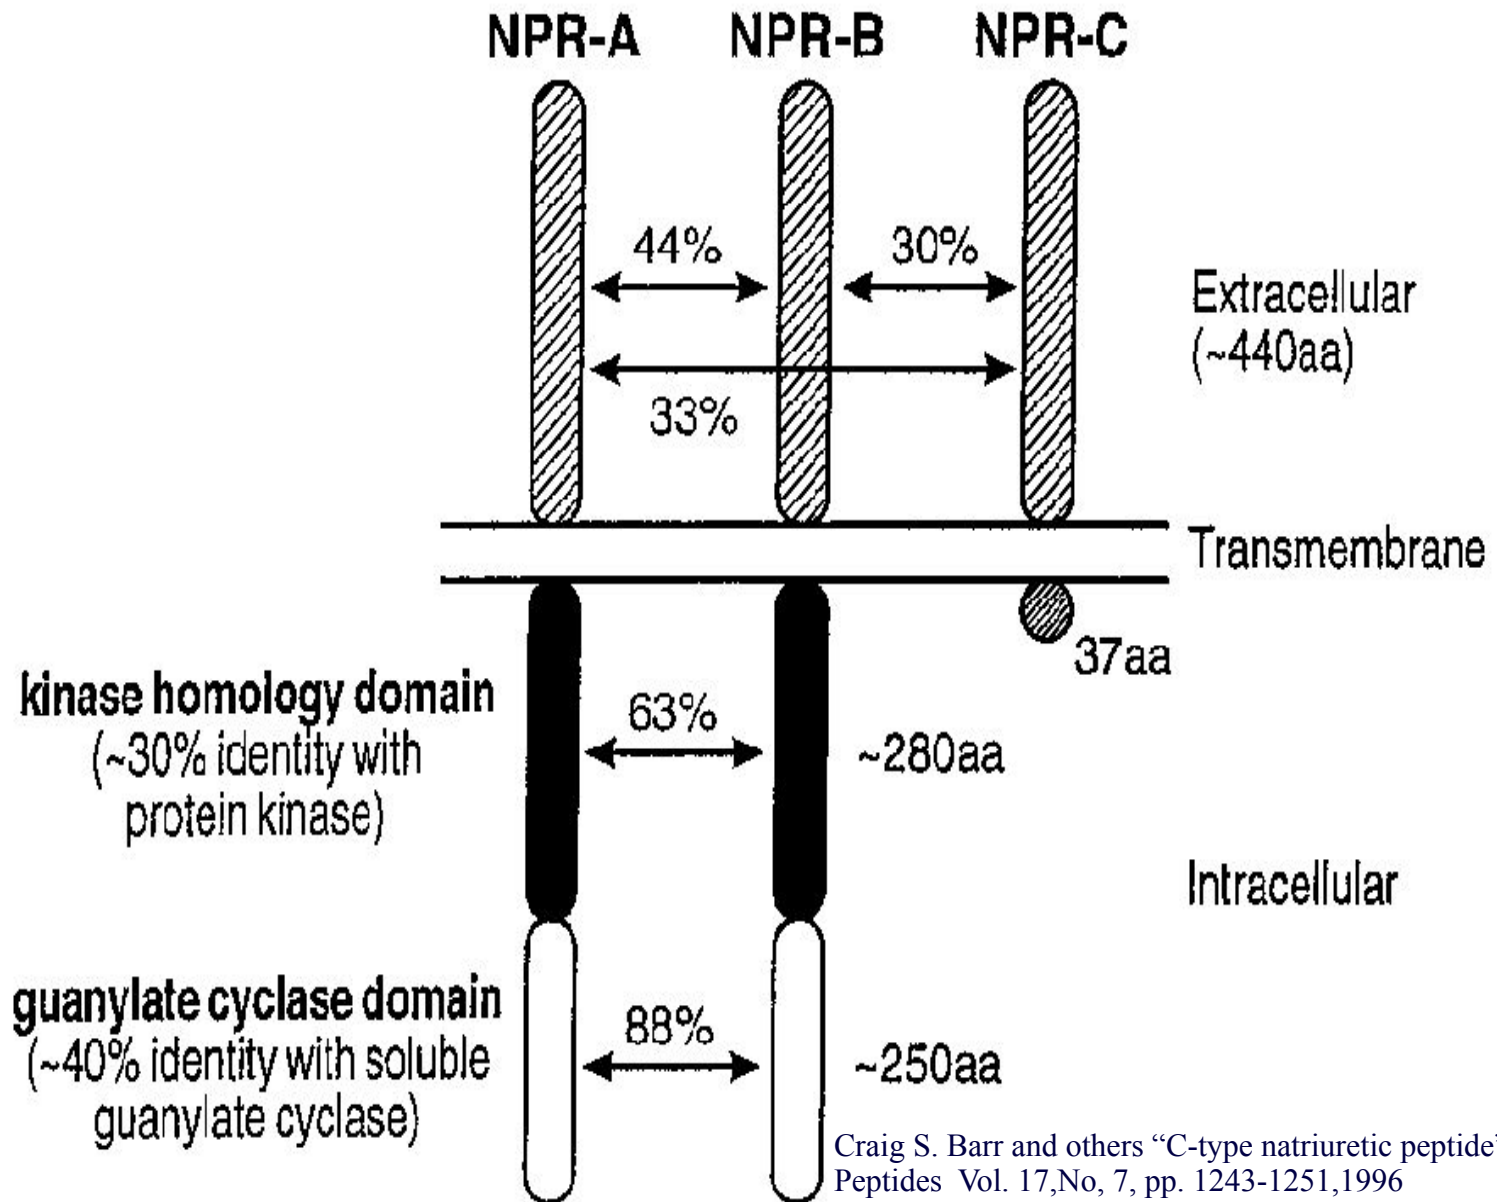 NPR-A NPR-B NPR-C
44% 30%
Extracellular
(~440aa)
33%
Transmembrane
37aa
kinase homology domain
(~30% identity with
protein kinase)
63%
~280aa
Intracellular
guanylate cyclase domain
(~40% identity with soluble
guanylate cyclase)
88%
~250aa
Craig S. Barr and others “C-type natriuretic peptide”
Peptides Vol. 17,No, 7, pp. 1243-1251,1996